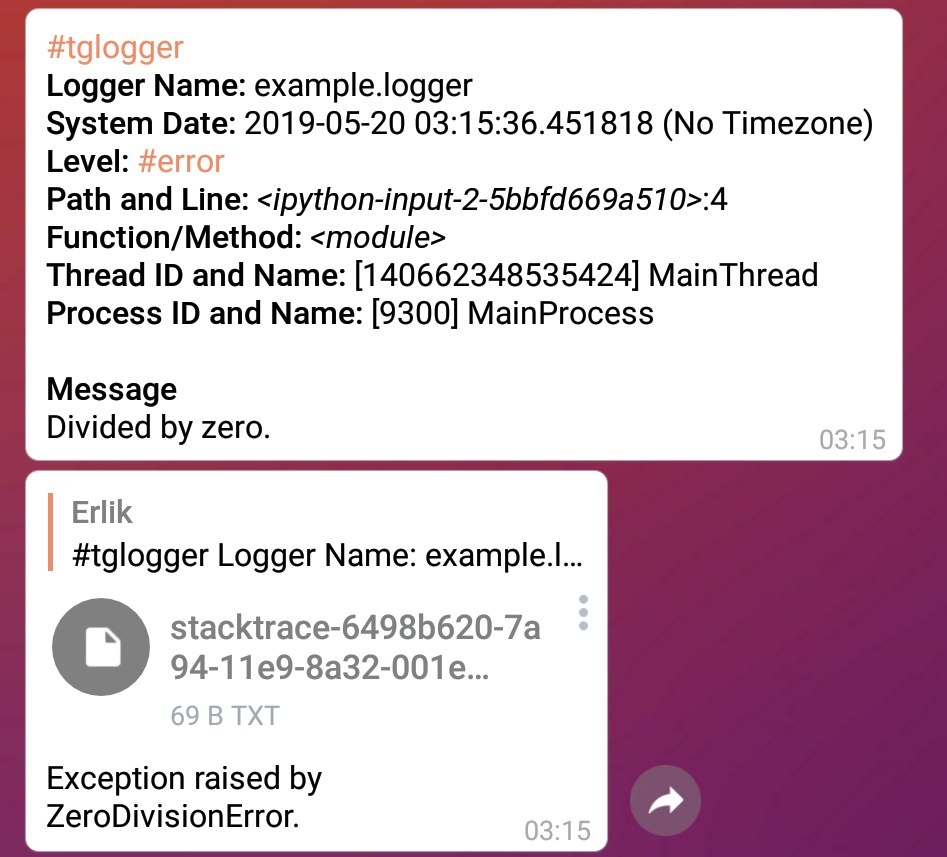 #tglogger
Logger Name: example.logger
System Date: 2019-05-20 03:15:36.451818 (No Timezone)
Level: #error
Path and Line: <ipython-input-2-5bbfd669a510>:4
Function/Method: <module>
Thread ID and Name: [140662348535424] MainThread
Process ID and Name: [9300] MainProcess
Message
Divided by zero.
03:15
Erlik
#tglogger Logger Name: example.l...
stacktrace-6498b620-7a
94-11e9-8a32-001e...
69 B TXT
Exception raised by
ZeroDivisionError.
03:15